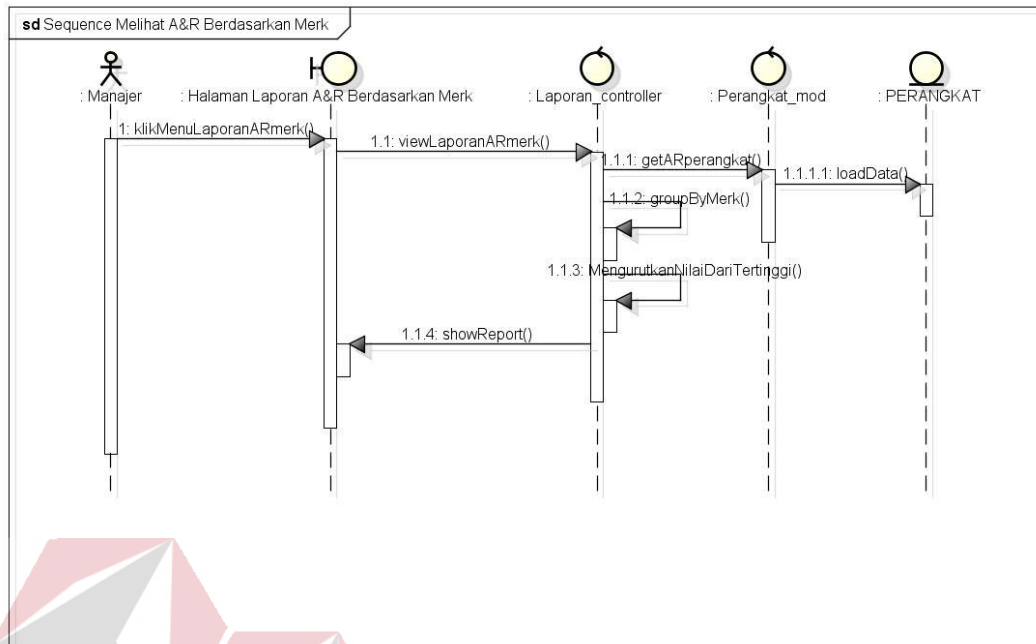 sd Sequence Melihat A&R Berdasarkan Merk
: Manajer
: Halaman Laporan A&R Berdasarkan Merk
: Laporan_controller
: Perangkat_mod
: PERANGKAT
1: klikMenuLaporanARmerk()
1.1: viewLaporanARmerk()
1.1.1: getARperangkat()
1.1.1.1: loadData()
1.1.2: groupByMerk()
1.1.3: MengurutkanNilaiDariTertinggi()
1.1.4: showReport()